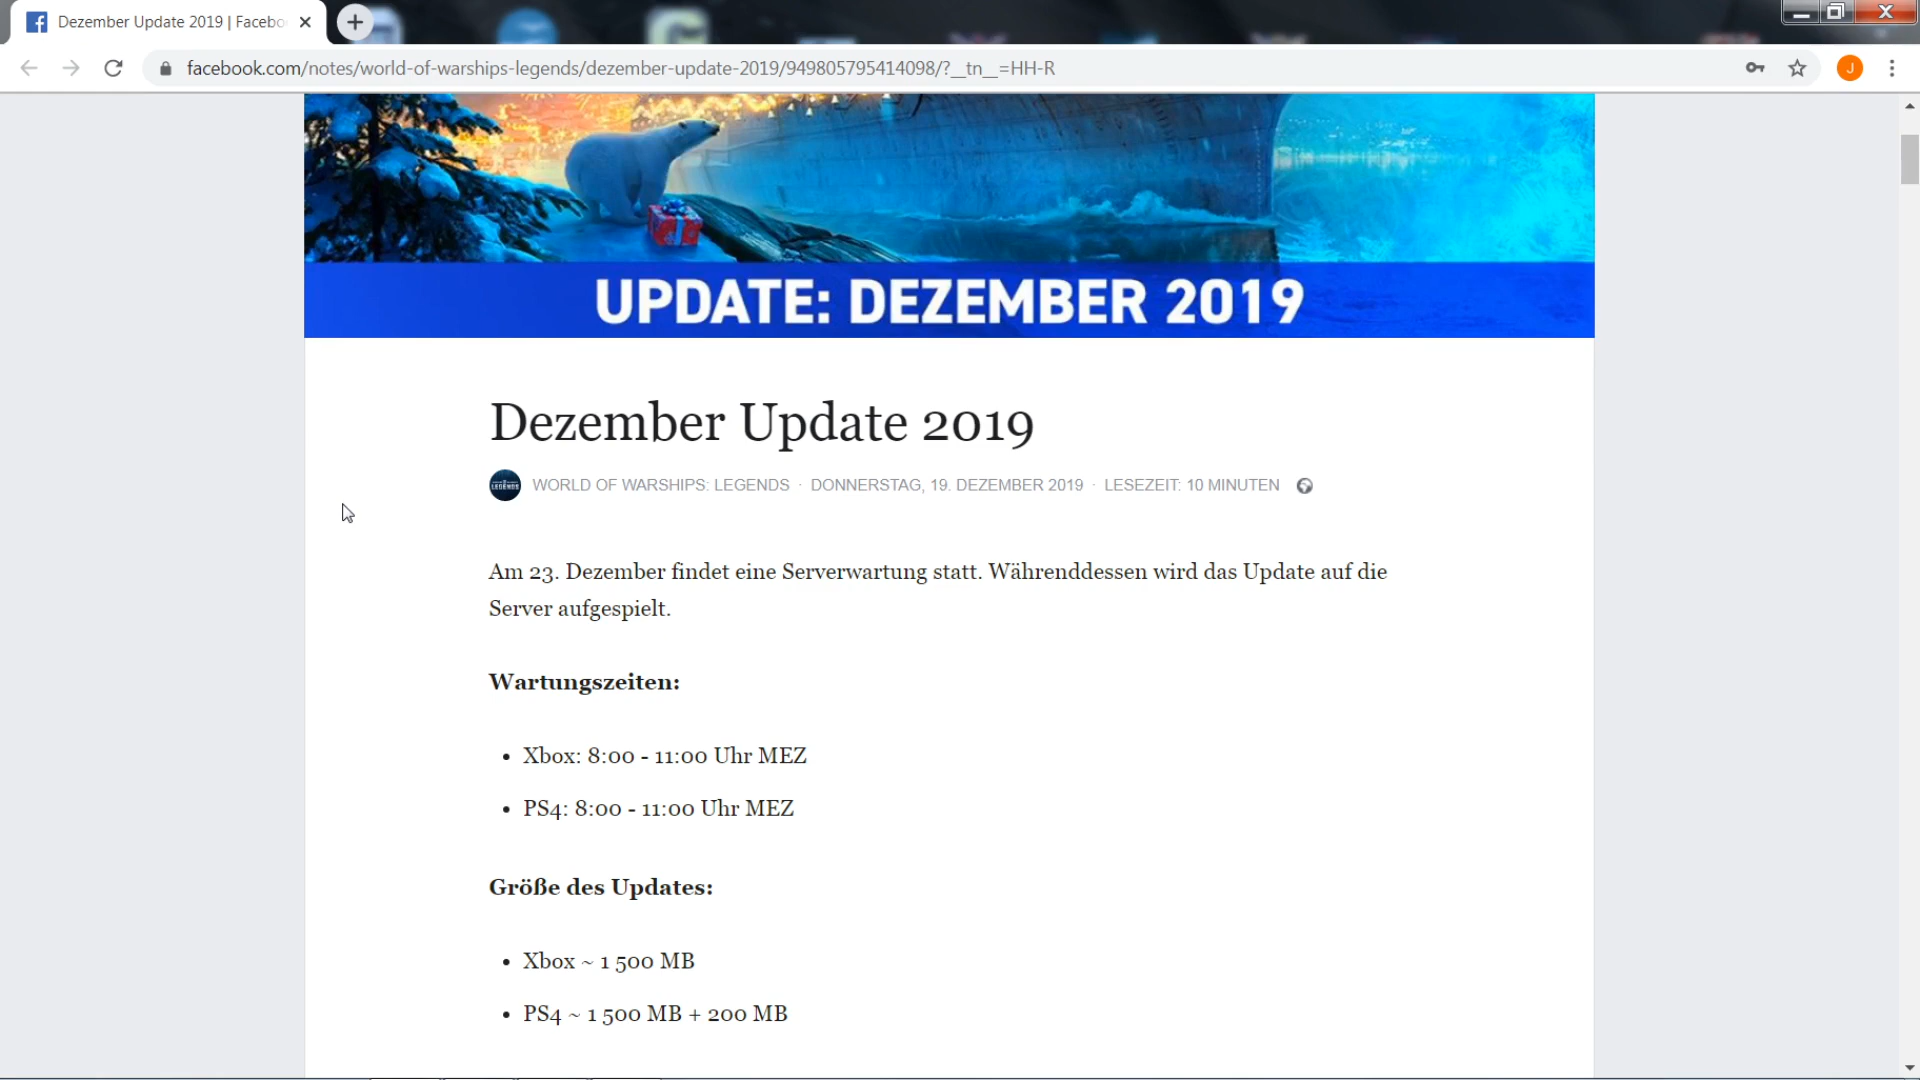 Dezember Update 2019 | Facebo
facebook.com/notes/world-of-warships-legends/dezember-update-2019/949805795414098/?__tn__=HH-R
J
UPDATE: DEZEMBER 2019
Dezember Update 2019
LEGENDS
WORLD OF WARSHIPS: LEGENDS · DONNERSTAG, 19. DEZEMBER 2019 · LESEZEIT: 10 MINUTEN
Am 23. Dezember findet eine Serverwartung statt. Währenddessen wird das Update auf die
Server aufgespielt.
Wartungszeiten:
• Xbox: 8:00 - 11:00 Uhr MEZ
• PS4: 8:00 - 11:00 Uhr MEZ
Größe des Updates:
• Xbox ~ 1 500 MB
• PS4 ~ 1 500 MB + 200 MB